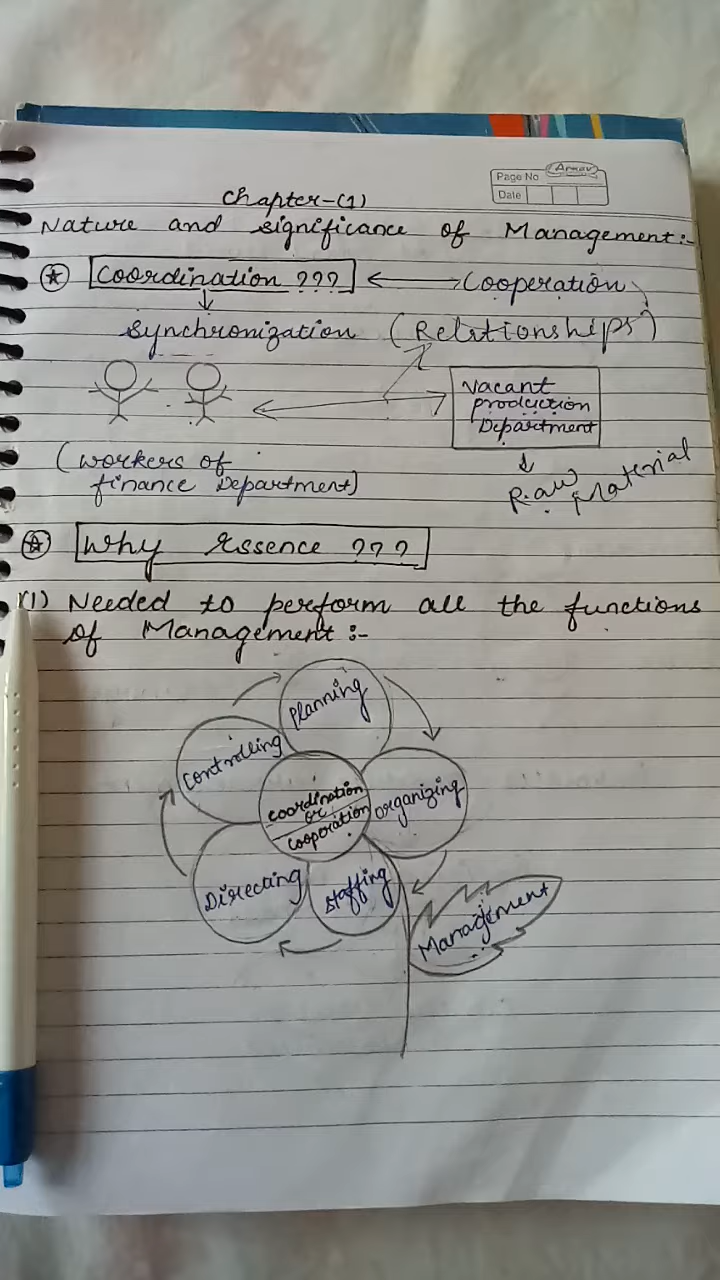 Page No
Arnav
Date
Chapter-(1)
Nature and significance of Management:-
Coordination ??? Cooperation
Synchronization (Relationships)
Vacant
production
Department
(workers of
finance Department)
Raw Material
Why Essence ???
(1) Needed to perform all the functions
of Management :-
Planning
Controlling
Coordination
or
Cooperation
Organizing
Directing
Staffing
Management